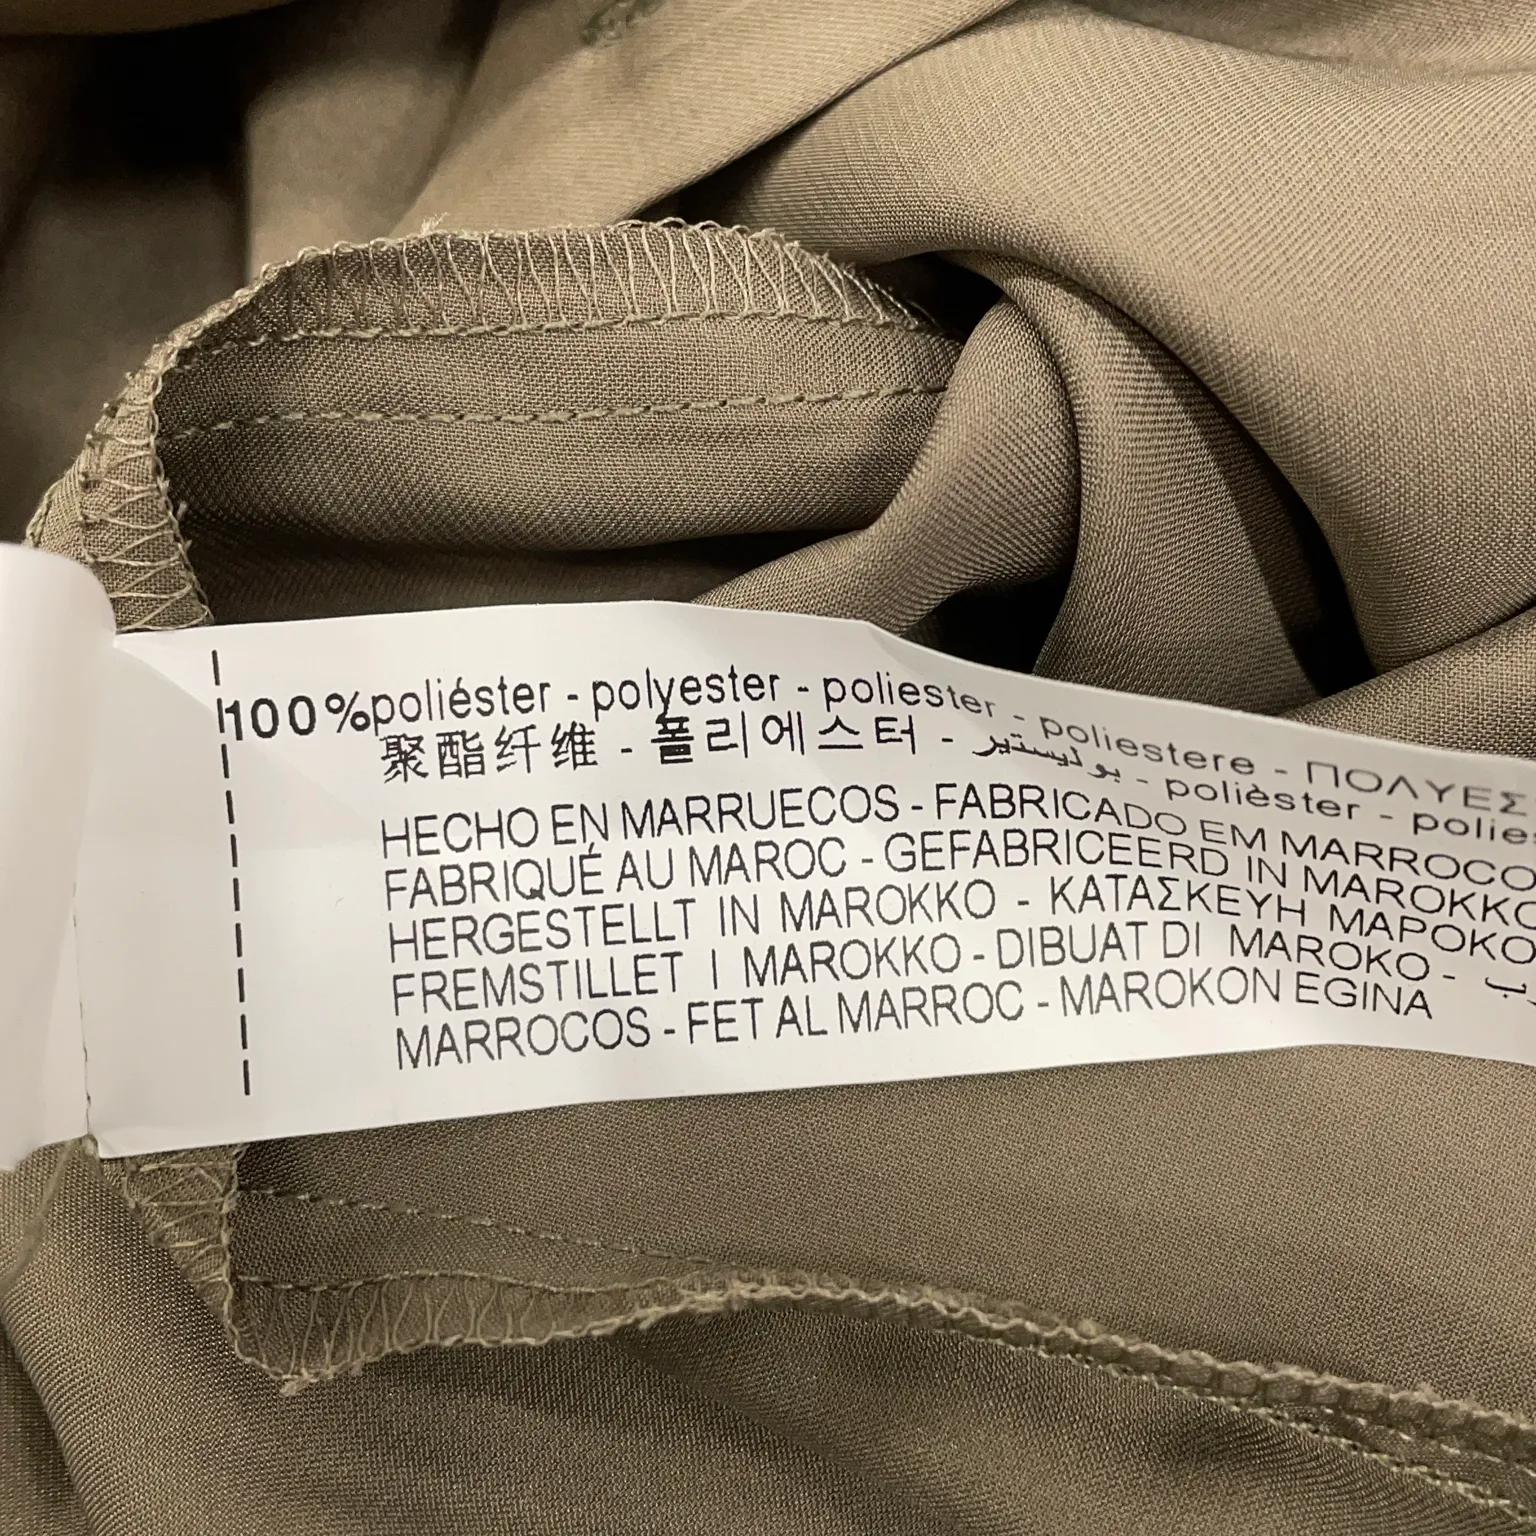 100%poliéster - polyester - poliester - poliestere - ΠΟΛΥΕΣ
聚酯纤维 - 폴리에스터 - بوليستير - polièster - polies
HECHO EN MARRUECOS - FABRICADO EM MARROCO
FABRIQUÉ AU MAROC - GEFABRICEERD IN MAROKKO
HERGESTELLT IN MAROKKO - ΚΑΤΑΣΚΕΥΗ ΜΑΡΟΚΟ
FREMSTILLET I MAROKKO - DIBUAT DI MAROKO -
MARROCOS - FET AL MARROC - MAROKON EGINA